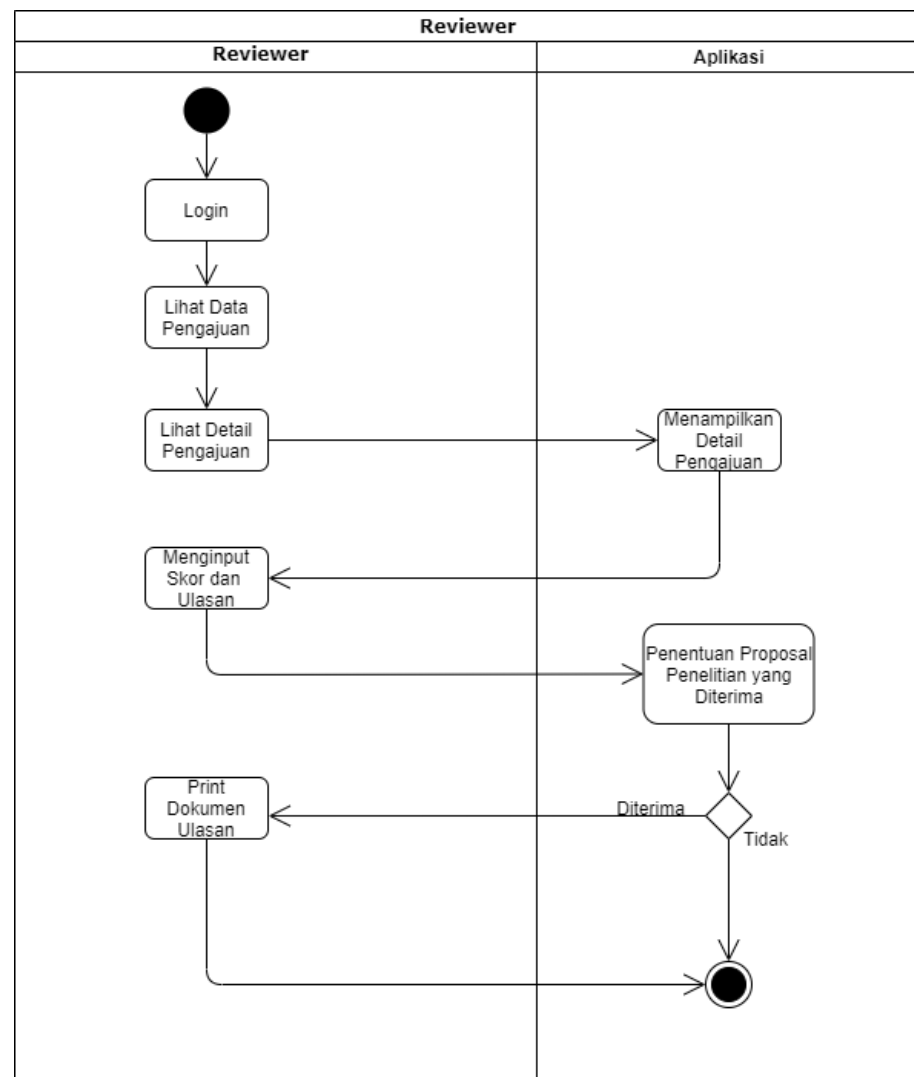 Reviewer
Reviewer
Aplikasi
Login
Lihat Data
Pengajuan
Lihat Detail
Pengajuan
Menampilkan
Detail
Pengajuan
Menginput
Skor dan
Ulasan
Penentuan Proposal
Penelitian yang
Diterima
Print
Dokumen
Ulasan
Diterima
Tidak